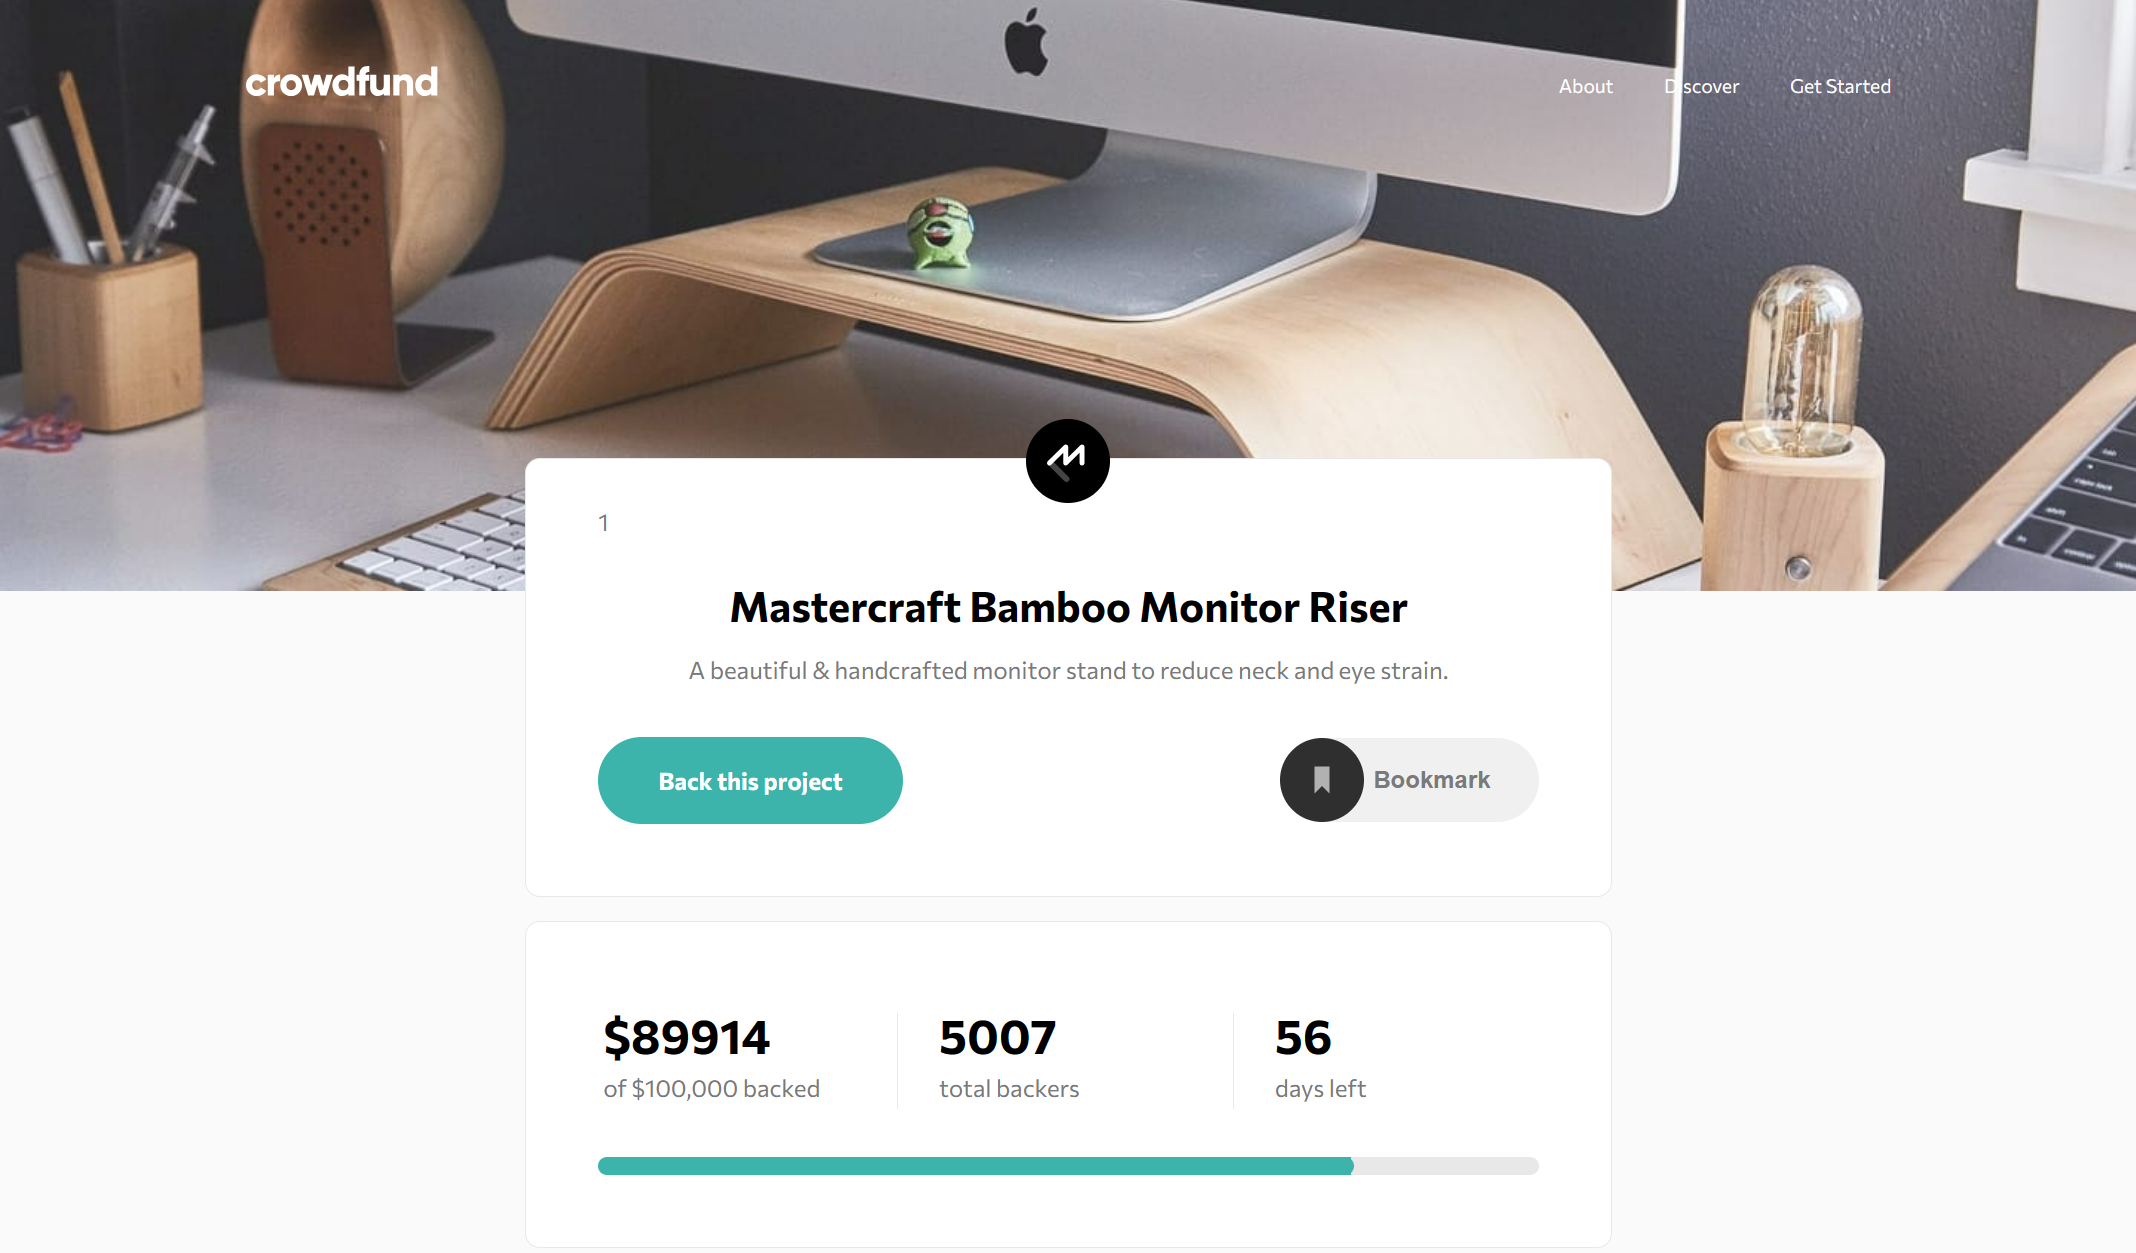 crowdfund
About Discover Get Started
1
Mastercraft Bamboo Monitor Riser
A beautiful & handcrafted monitor stand to reduce neck and eye strain.
Back this project
Bookmark
$89914 5007 56
of $100,000 backed total backers days left